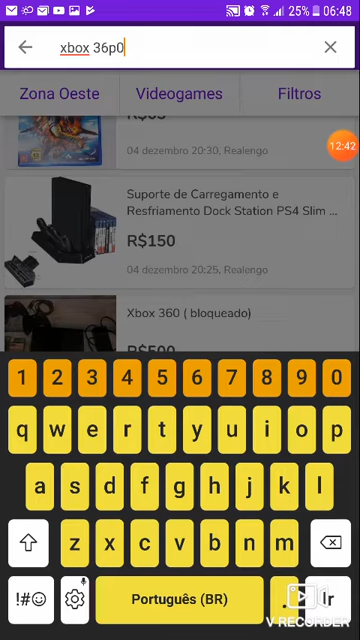 25% 06:48
xbox 36p0
Zona Oeste Videogames Filtros
R$65
04 dezembro 20:30, Realengo
12:42
Suporte de Carregamento e
Resfriamento Dock Station PS4 Slim ...
R$150
04 dezembro 20:25, Realengo
Xbox 360 ( bloqueado)
R$500
1 2 3 4 5 6 7 8 9 0
q w e r t y u i o p
a s d f g h j k l
z x c v b n m
!#☺ Português (BR) . Ir
V RECORDER